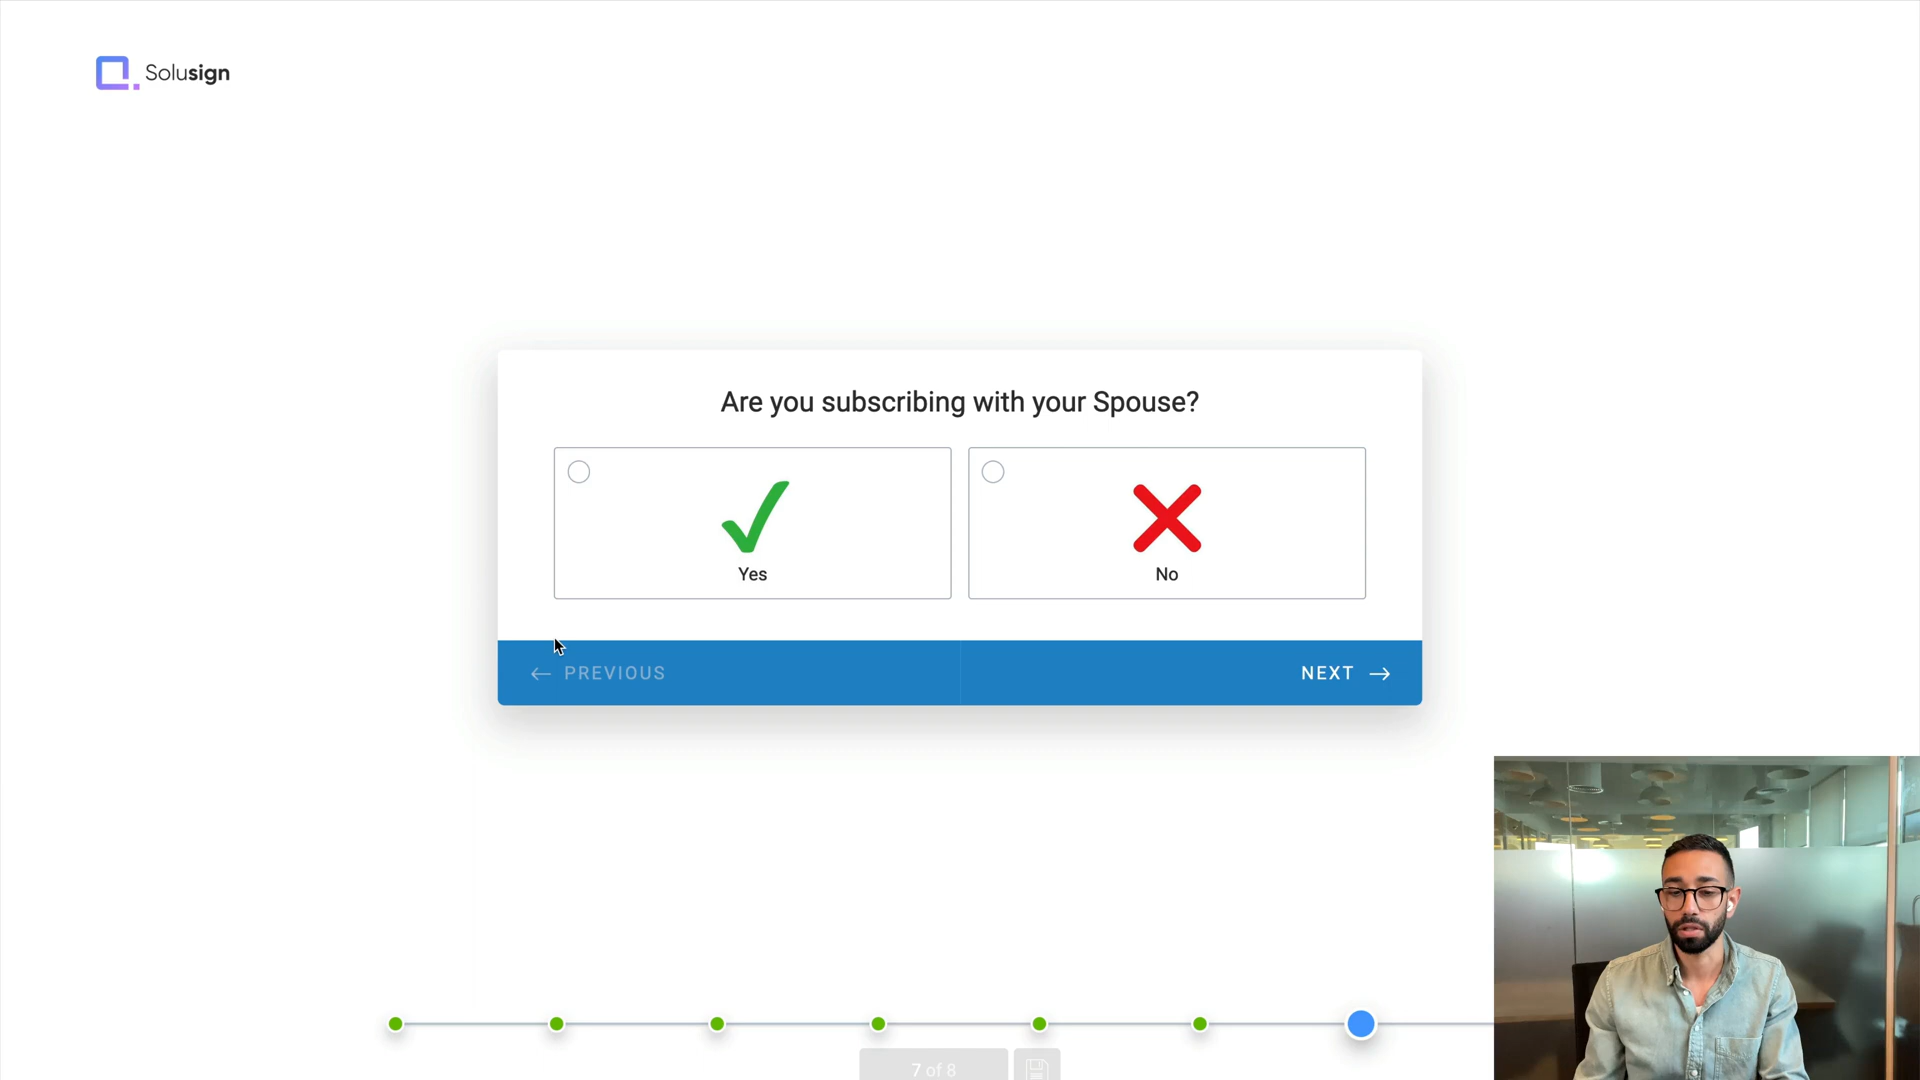 Solusign
Are you subscribing with your Spouse?
Yes
No
PREVIOUS
NEXT
7 of 8